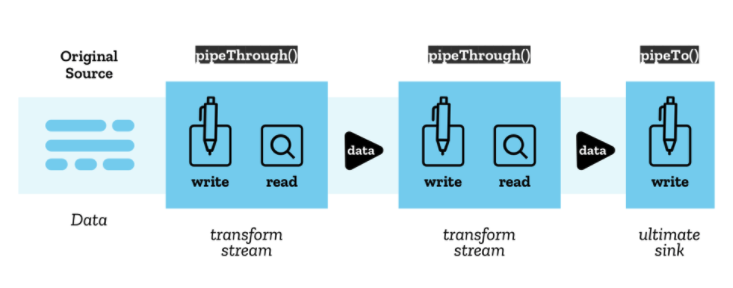 Original
Source
pipeThrough()
pipeThrough()
pipeTo()
write
read
data
write
read
data
write
Data
transform
stream
transform
stream
ultimate
sink